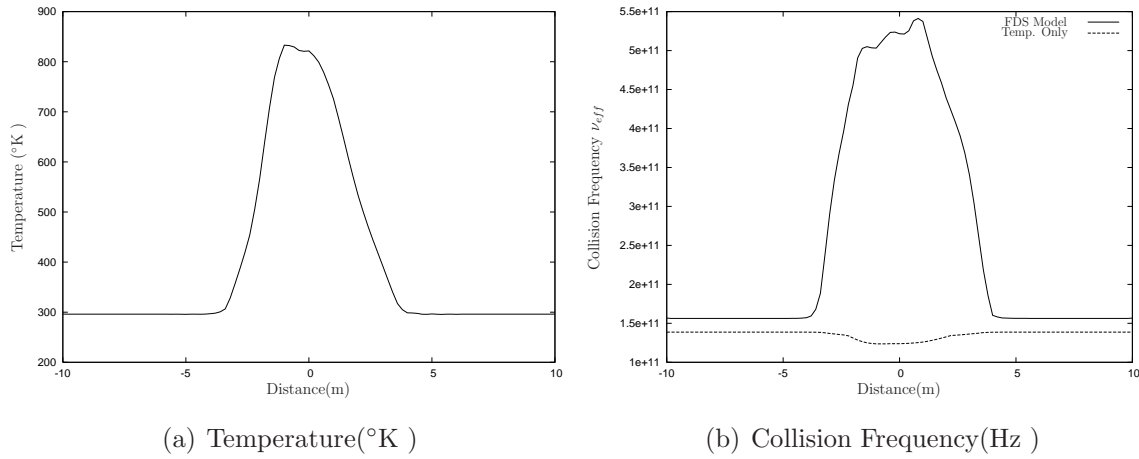 900
800
700
600
500
400
300
200
-10
-5
0
5
10
Temperature (°K )
Distance(m)
(a) Temperature(°K )
5.5e+11
5e+11
4.5e+11
4e+11
3.5e+11
3e+11
2.5e+11
2e+11
1.5e+11
1e+11
-10
-5
0
5
10
Collision Frequency νeff
Distance(m)
FDS Model
Temp. Only
(b) Collision Frequency(Hz )